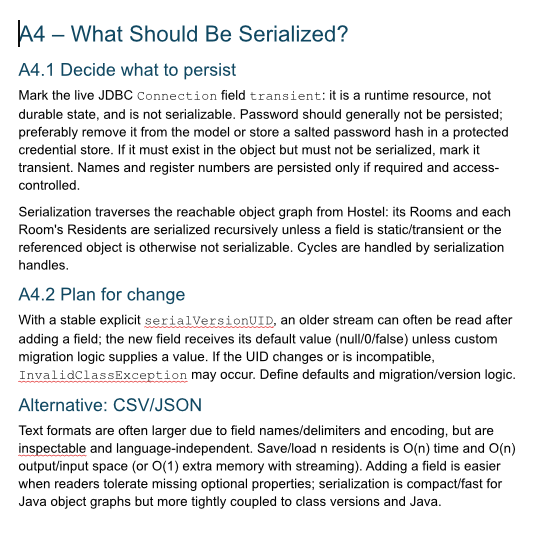 A4 – What Should Be Serialized?
A4.1 Decide what to persist
Mark the live JDBC Connection field transient: it is a runtime resource, not
durable state, and is not serializable. Password should generally not be persisted;
preferably remove it from the model or store a salted password hash in a protected
credential store. If it must exist in the object but must not be serialized, mark it
transient. Names and register numbers are persisted only if required and access-
controlled.
Serialization traverses the reachable object graph from Hostel: its Rooms and each
Room's Residents are serialized recursively unless a field is static/transient or the
referenced object is otherwise not serializable. Cycles are handled by serialization
handles.
A4.2 Plan for change
With a stable explicit serialVersionUID, an older stream can often be read after
adding a field; the new field receives its default value (null/0/false) unless custom
migration logic supplies a value. If the UID changes or is incompatible,
InvalidClassException may occur. Define defaults and migration/version logic.
Alternative: CSV/JSON
Text formats are often larger due to field names/delimiters and encoding, but are
inspectable and language-independent. Save/load n residents is O(n) time and O(n)
output/input space (or O(1) extra memory with streaming). Adding a field is easier
when readers tolerate missing optional properties; serialization is compact/fast for
Java object graphs but more tightly coupled to class versions and Java.